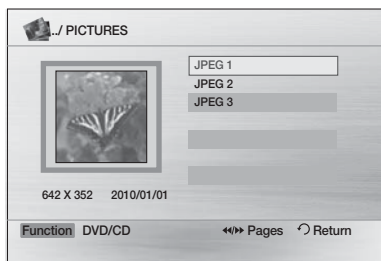 ../ PICTURES
JPEG 1
JPEG 2
JPEG 3
642 X 352 2010/01/01
Function DVD/CD ◀◀/▶▶ Pages Return